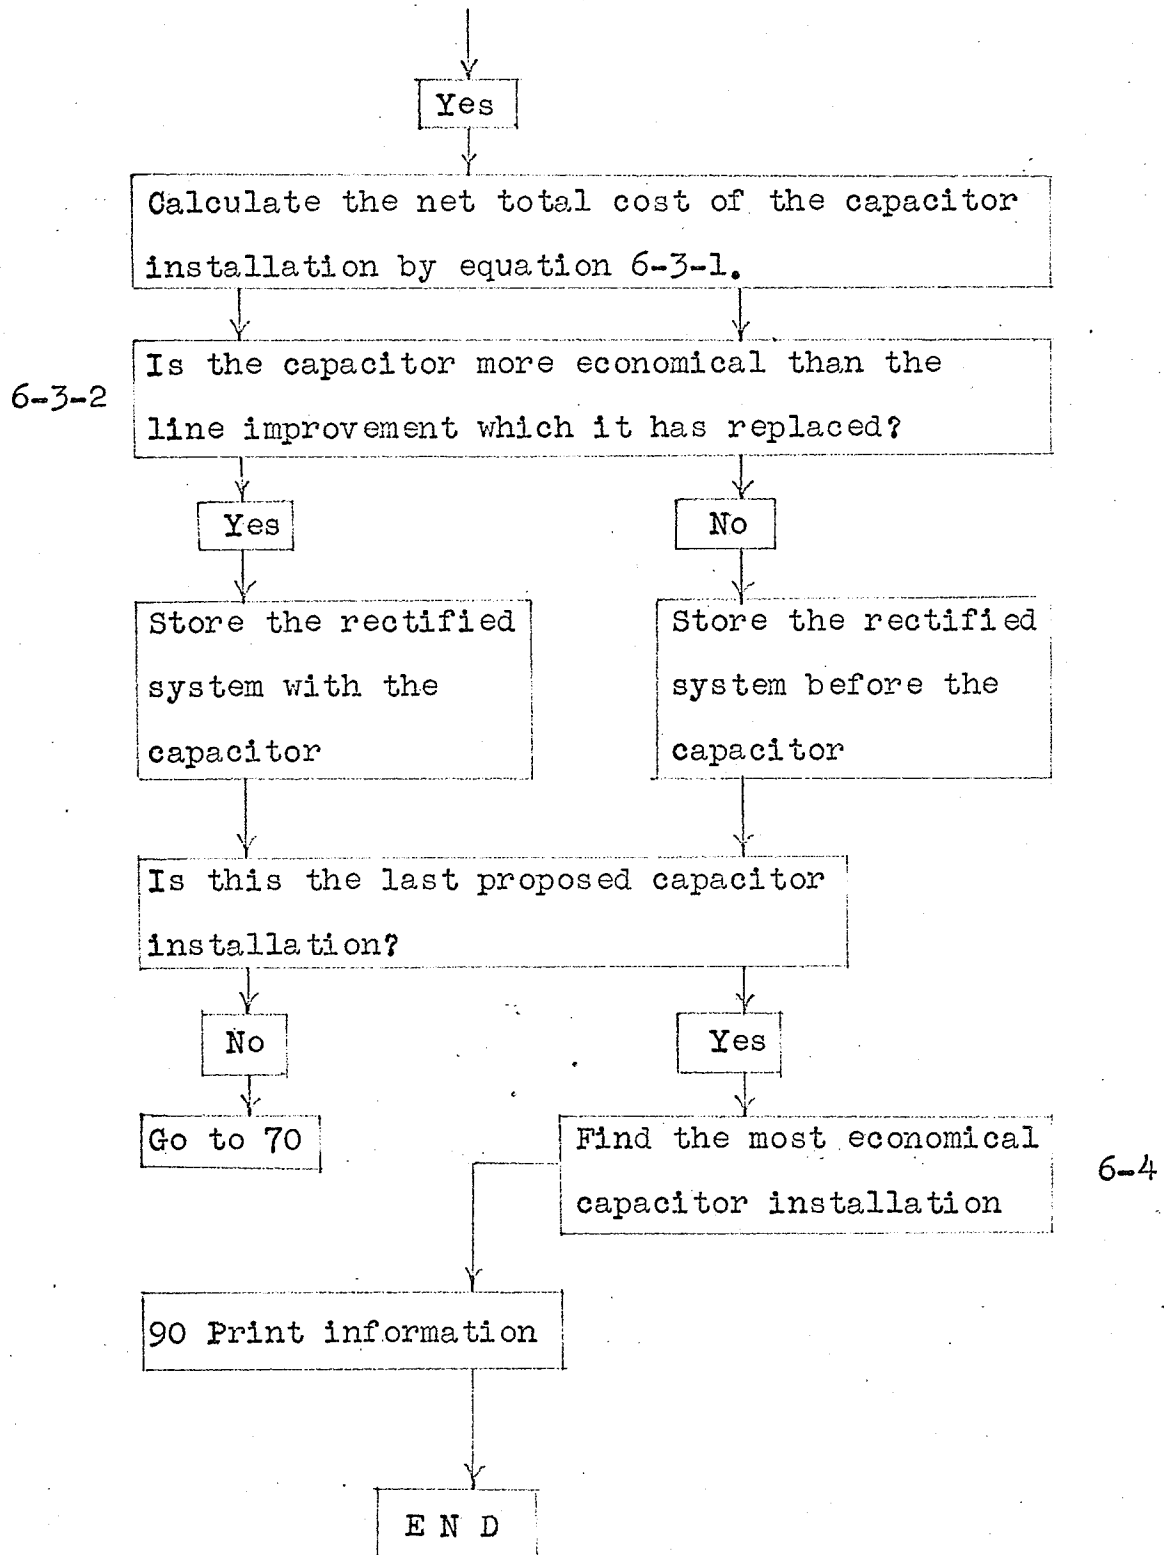 Yes
Calculate the net total cost of the capacitor
installation by equation 6-3-1.
6-3-2
Is the capacitor more economical than the
line improvement which it has replaced?
Yes
No
Store the rectified
system with the
capacitor
Store the rectified
system before the
capacitor
Is this the last proposed capacitor
installation?
No
Yes
Go to 70
Find the most economical
capacitor installation
6-4
90 Print information
E N D